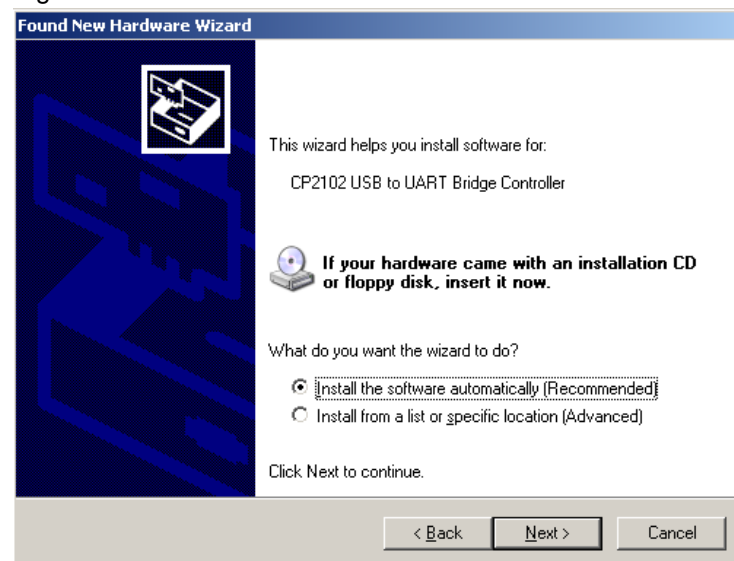 Found New Hardware Wizard
This wizard helps you install software for:
CP2102 USB to UART Bridge Controller
If your hardware came with an installation CD
or floppy disk, insert it now.
What do you want the wizard to do?
Install the software automatically (Recommended)
Install from a list or specific location (Advanced)
Click Next to continue.
< Back Next > Cancel